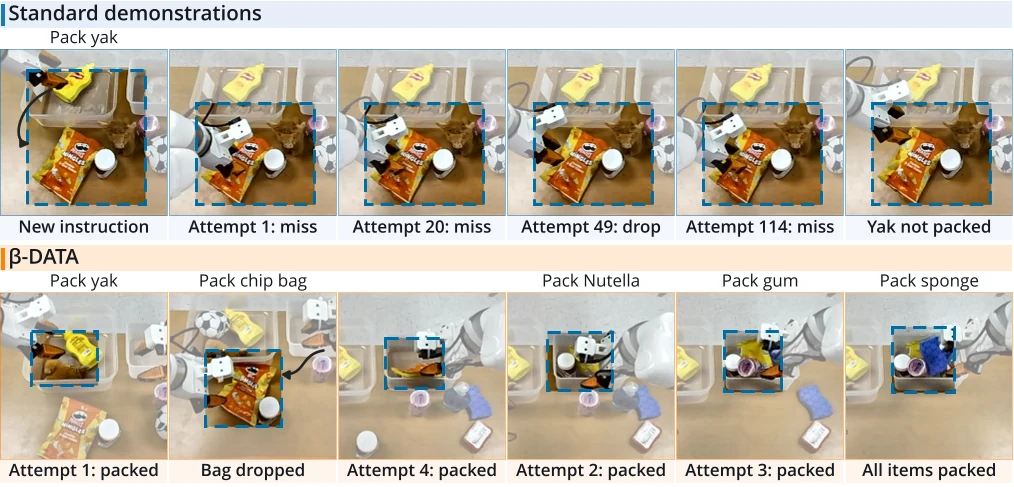 Standard demonstrations
Pack yak
New instruction
Attempt 1: miss
Attempt 20: miss
Attempt 49: drop
Attempt 114: miss
Yak not packed
β-DATA
Pack yak
Pack chip bag
Pack Nutella
Pack gum
Pack sponge
Attempt 1: packed
Bag dropped
Attempt 4: packed
Attempt 2: packed
Attempt 3: packed
All items packed